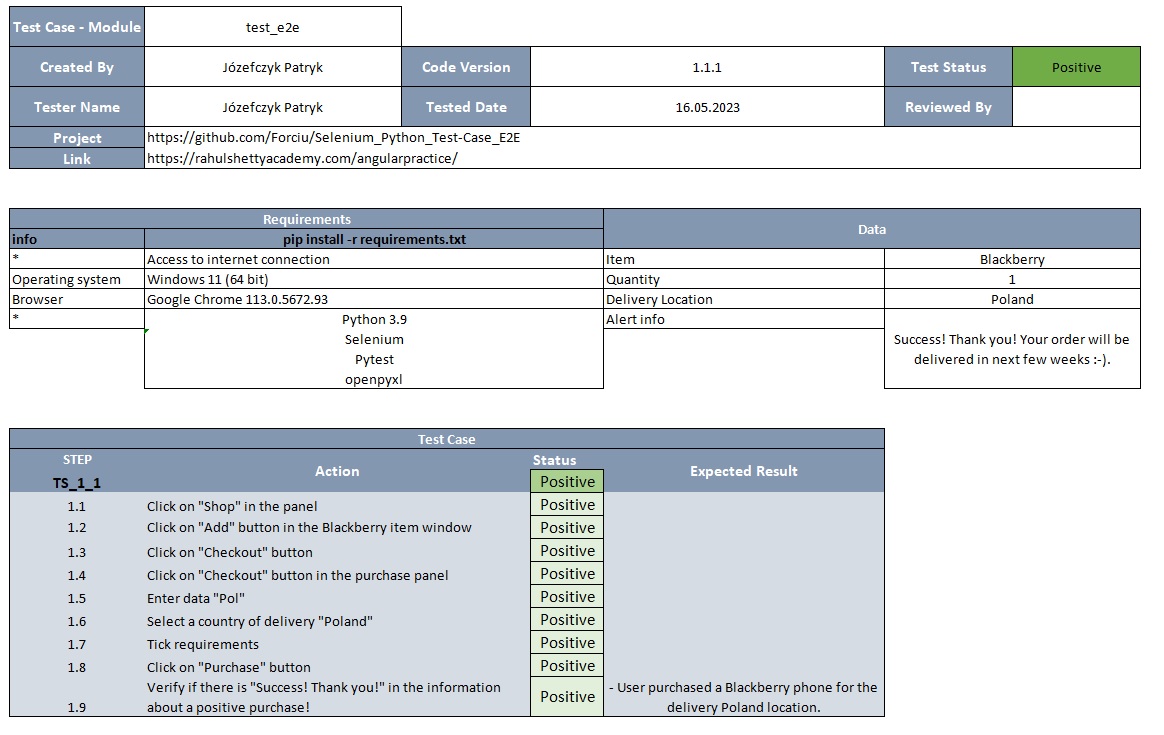 Test Case - Module test_e2e
Created By Józefczyk Patryk Code Version 1.1.1 Test Status Positive
Tester Name Józefczyk Patryk Tested Date 16.05.2023 Reviewed By
Project https://github.com/Forciu/Selenium_Python_Test-Case_E2E
Link https://rahulshettyacademy.com/angularpractice/
Requirements Data
info pip install -r requirements.txt
* Access to internet connection Item Blackberry
Operating system Windows 11 (64 bit) Quantity 1
Browser Google Chrome 113.0.5672.93 Delivery Location Poland
* Python 3.9 Alert info
Selenium Success! Thank you! Your order will be
Pytest delivered in next few weeks :-).
openpyxl
Test Case
STEP Action Status Expected Result
TS_1_1 Positive
1.1 Click on "Shop" in the panel Positive
1.2 Click on "Add" button in the Blackberry item window Positive
1.3 Click on "Checkout" button Positive
1.4 Click on "Checkout" button in the purchase panel Positive
1.5 Enter data "Pol" Positive
1.6 Select a country of delivery "Poland" Positive
1.7 Tick requirements Positive
1.8 Click on "Purchase" button Positive
Verify if there is "Success! Thank you!" in the information Positive - User purchased a Blackberry phone for the
1.9 about a positive purchase! delivery Poland location.